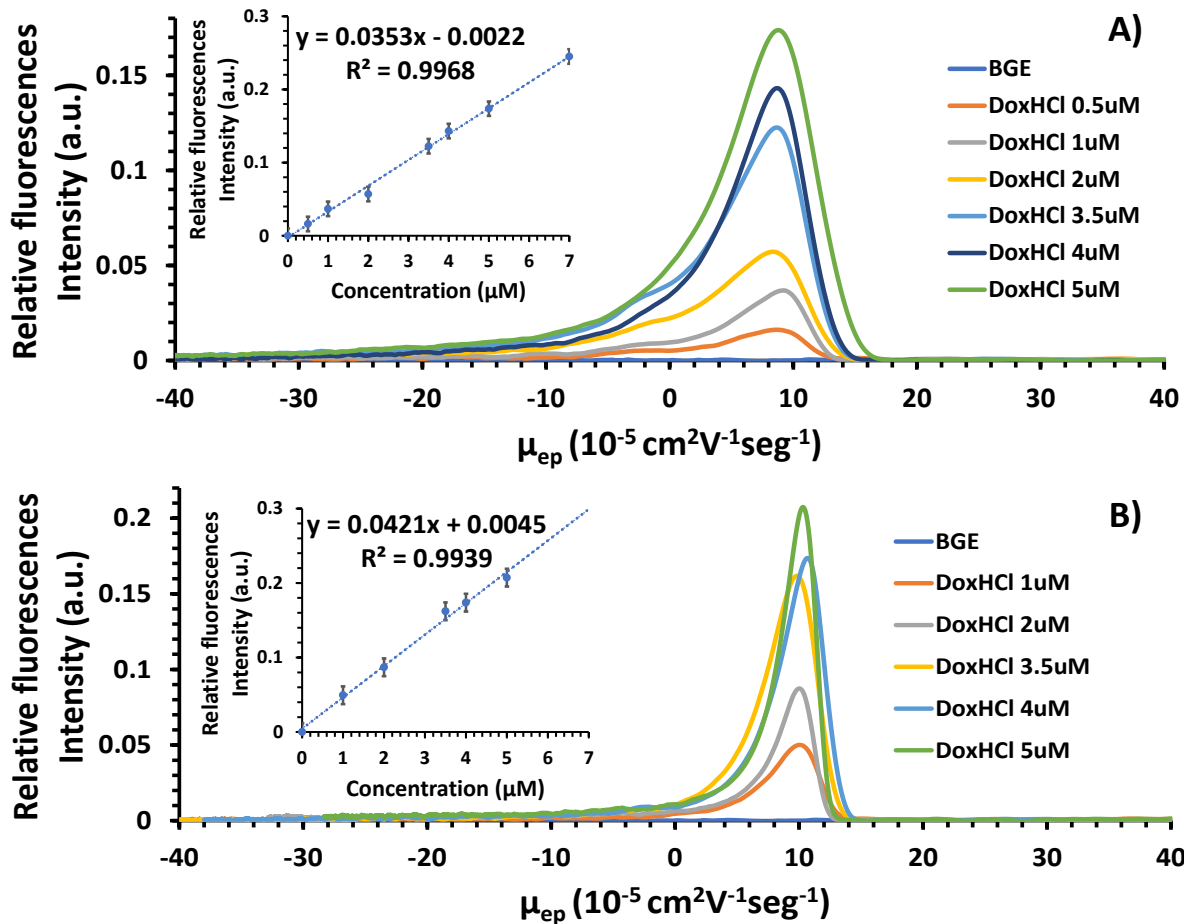 A)
Relative fluorescences
Intensity (a.u.)
0.15
0.1
0.05
0
-40
-30
-20
-10
0
10
20
30
40
µep (10-5 cm2V-1seg-1)
Relative fluorescences
Intensity (a.u.)
0.3
0.2
0.1
0
0
1
2
3
4
5
6
7
Concentration (µM)
y = 0.0353x - 0.0022
R² = 0.9968
BGE
DoxHCl 0.5uM
DoxHCl 1uM
DoxHCl 2uM
DoxHCl 3.5uM
DoxHCl 4uM
DoxHCl 5uM
B)
Relative fluorescences
Intensity (a.u.)
0.2
0.15
0.1
0.05
0
-40
-30
-20
-10
0
10
20
30
40
µep (10-5 cm2V-1seg-1)
Relative fluorescences
Intensity (a.u.)
0.3
0.2
0.1
0
0
1
2
3
4
5
6
7
Concentration (µM)
y = 0.0421x + 0.0045
R² = 0.9939
BGE
DoxHCl 1uM
DoxHCl 2uM
DoxHCl 3.5uM
DoxHCl 4uM
DoxHCl 5uM